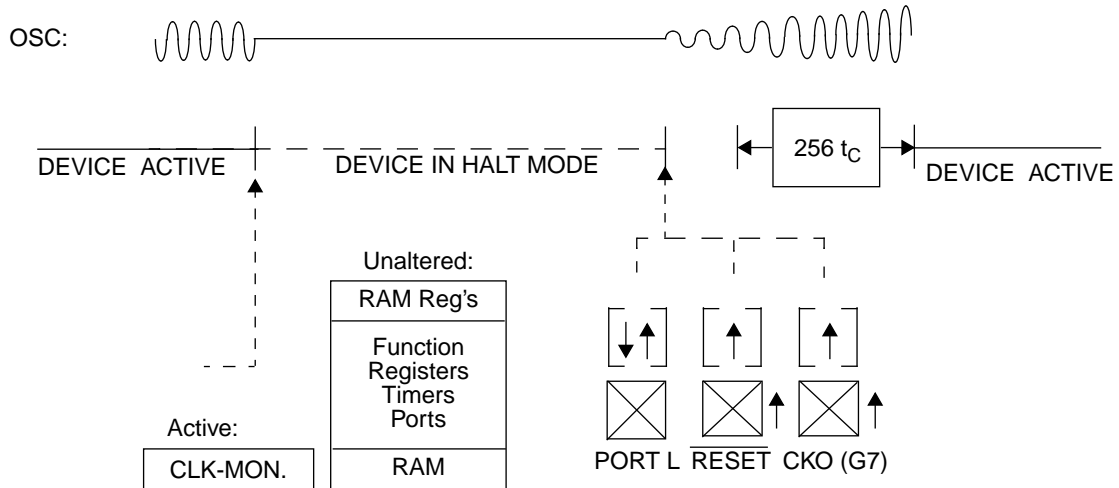 OSC:
256 tC
DEVICE ACTIVE
DEVICE IN HALT MODE
DEVICE ACTIVE
Unaltered:
RAM Reg's
Function
Registers
Timers
Ports
RAM
Active:
CLK-MON.
PORT L RESET CKO (G7)